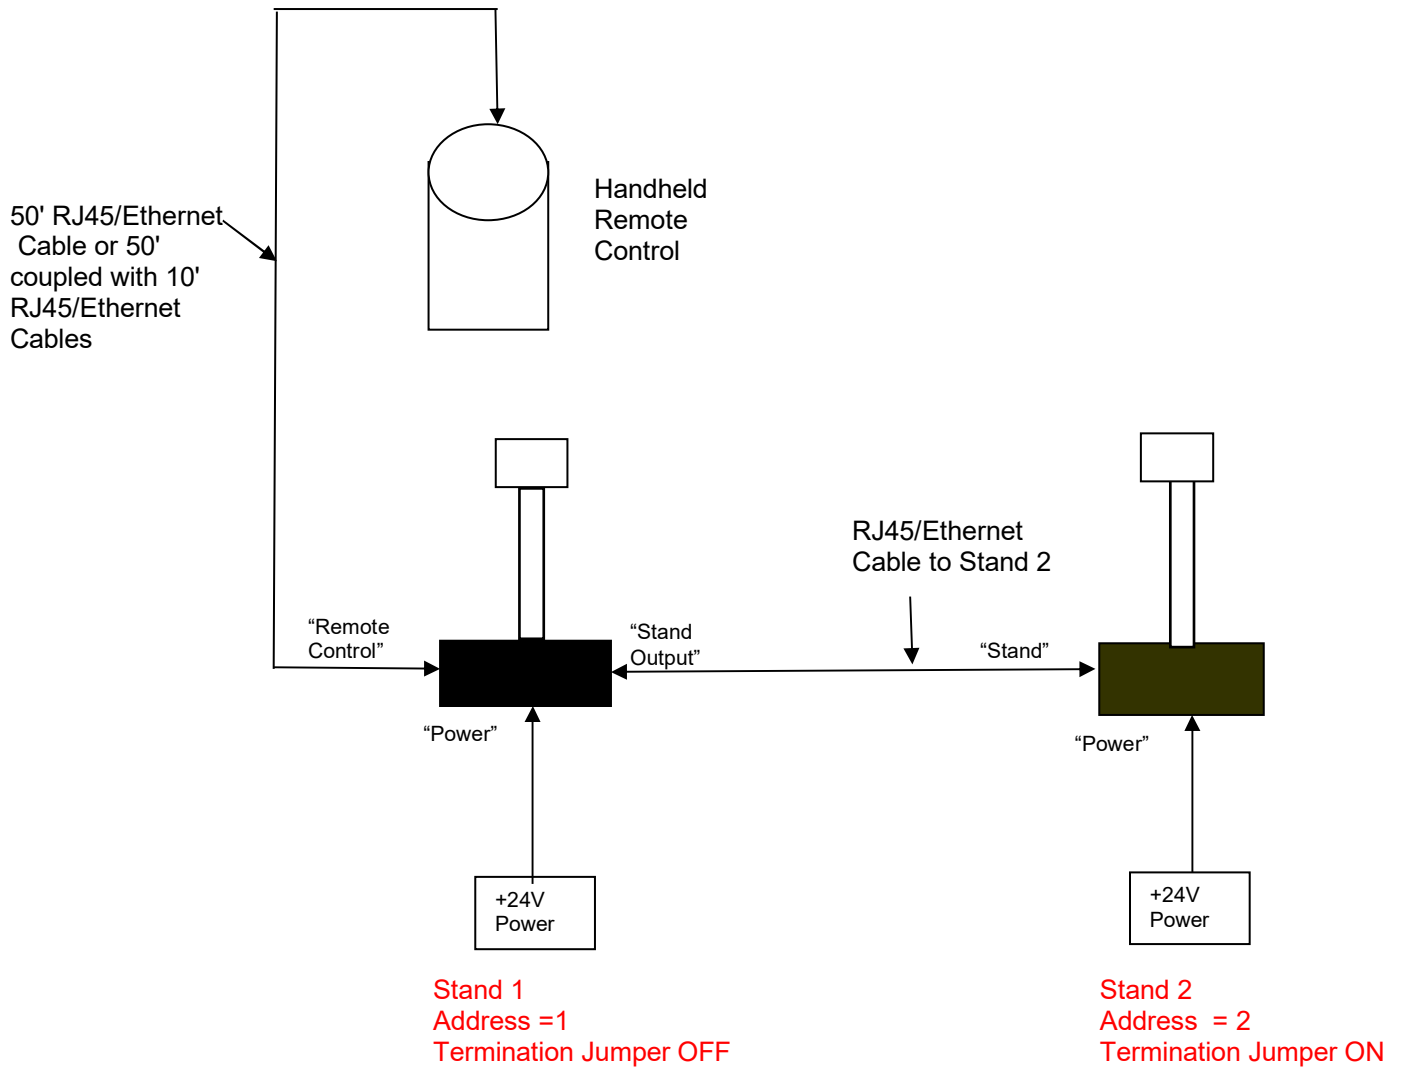 Handheld
Remote
Control
50' RJ45/Ethernet
Cable or 50'
coupled with 10'
RJ45/Ethernet
Cables
RJ45/Ethernet
Cable to Stand 2
“Remote
Control”
“Stand
Output”
“Stand”
“Power”
“Power”
+24V
Power
+24V
Power
Stand 1
Address =1
Termination Jumper OFF
Stand 2
Address = 2
Termination Jumper ON